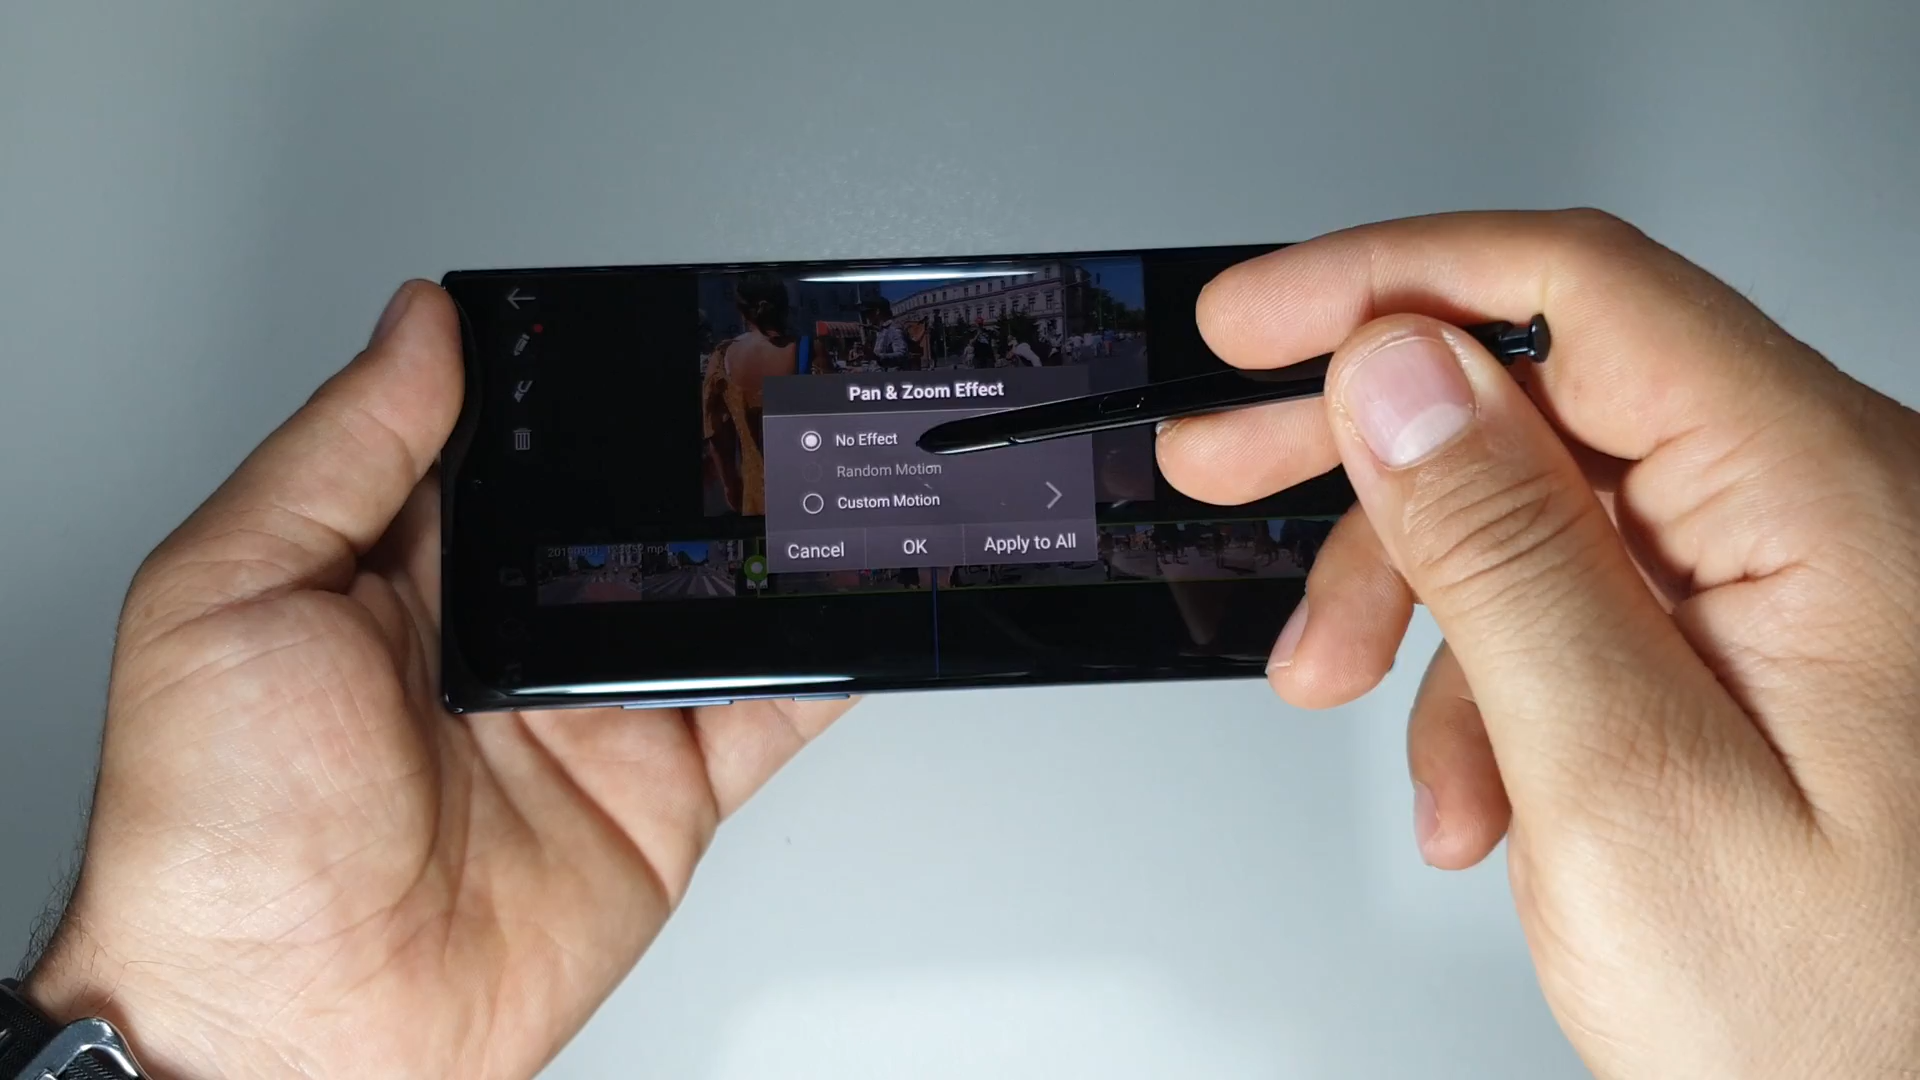 Pan & Zoom Effect
No Effect
Random Motion
Custom Motion
Cancel
OK
Apply to All